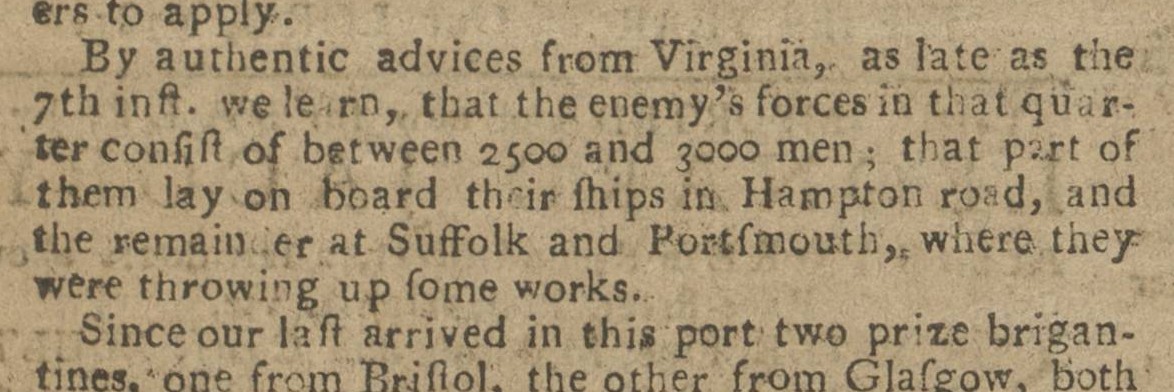 ers to apply.
By authentic advices from Virginia, as late as the
7th inſt. we learn, that the enemy's forces in that quar-
ter conſiſt of between 2500 and 3000 men; that part of
them lay on board their ſhips in Hampton road, and
the remainder at Suffolk and Portſmouth, where they
were throwing up ſome works.
Since our laſt arrived in this port two prize brigan-
tines, one from Briſtol, the other from Glaſgow, both